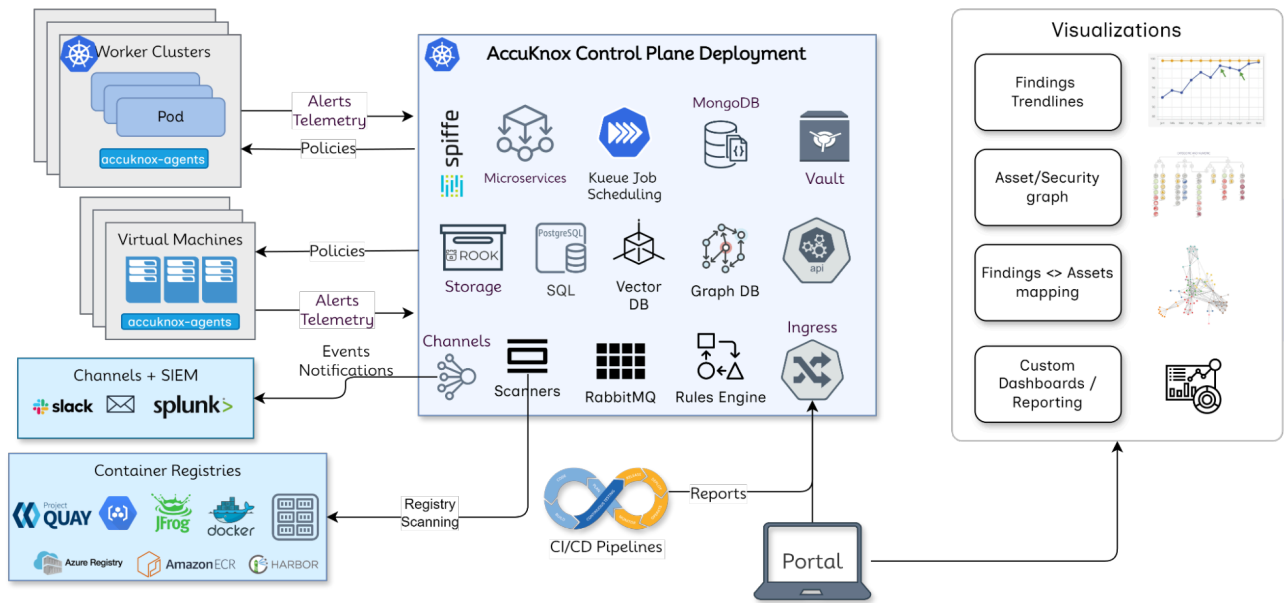 Worker Clusters
Pod
accuknox-agents
Alerts
Telemetry
Policies
Virtual Machines
accuknox-agents
Policies
Alerts
Telemetry
Channels + SIEM
slack
splunk>
Events
Notifications
Container Registries
Project
QUAY
JFrog
docker
Azure Registry
Amazon ECR
HARBOR
Registry
Scanning
AccuKnox Control Plane Deployment
spiffe
Microservices
Kueue Job
Scheduling
MongoDB
Vault
ROOK
Storage
PostgreSQL
SQL
Vector
DB
Graph DB
api
Channels
Scanners
RabbitMQ
Rules Engine
Ingress
CI/CD Pipelines
Reports
Portal
Visualizations
Findings
Trendlines
Asset/Security
graph
Findings <> Assets
mapping
Custom
Dashboards /
Reporting